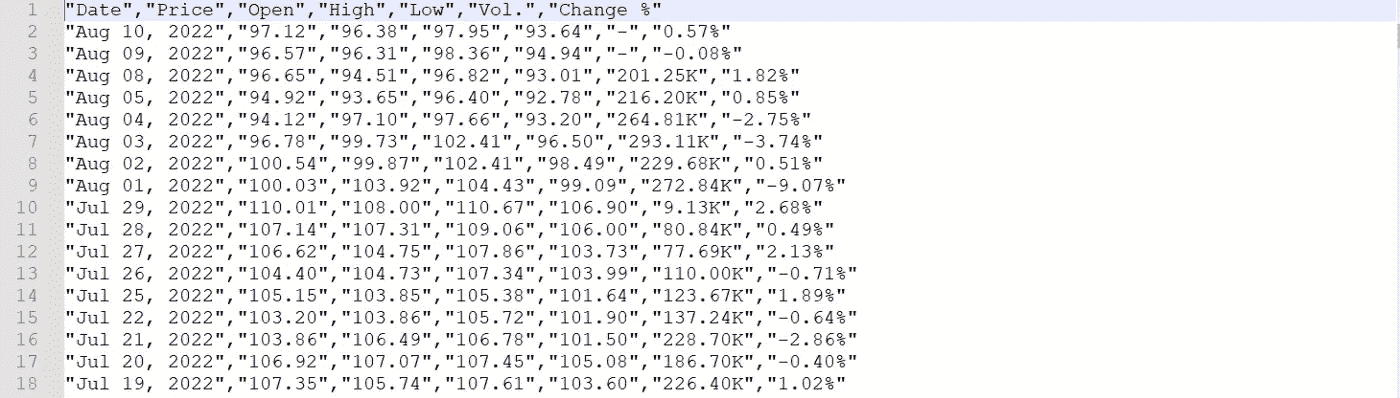 1 "Date","Price","Open","High","Low","Vol.","Change %"
2 "Aug 10, 2022","97.12","96.38","97.95","93.64","-","0.57%"
3 "Aug 09, 2022","96.57","96.31","98.36","94.94","-","-0.08%"
4 "Aug 08, 2022","96.65","94.51","96.82","93.01","201.25K","1.82%"
5 "Aug 05, 2022","94.92","93.65","96.40","92.78","216.20K","0.85%"
6 "Aug 04, 2022","94.12","97.10","97.66","93.20","264.81K","-2.75%"
7 "Aug 03, 2022","96.78","99.73","102.41","96.50","293.11K","-3.74%"
8 "Aug 02, 2022","100.54","99.87","102.41","98.49","229.68K","0.51%"
9 "Aug 01, 2022","100.03","103.92","104.43","99.09","272.84K","-9.07%"
10 "Jul 29, 2022","110.01","108.00","110.67","106.90","9.13K","2.68%"
11 "Jul 28, 2022","107.14","107.31","109.06","106.00","80.84K","0.49%"
12 "Jul 27, 2022","106.62","104.75","107.86","103.73","77.69K","2.13%"
13 "Jul 26, 2022","104.40","104.73","107.34","103.99","110.00K","-0.71%"
14 "Jul 25, 2022","105.15","103.85","105.38","101.64","123.67K","1.89%"
15 "Jul 22, 2022","103.20","103.86","105.72","101.90","137.24K","-0.64%"
16 "Jul 21, 2022","103.86","106.49","106.78","101.50","228.70K","-2.86%"
17 "Jul 20, 2022","106.92","107.07","107.45","105.08","186.70K","-0.40%"
18 "Jul 19, 2022","107.35","105.74","107.61","103.60","226.40K","1.02%"